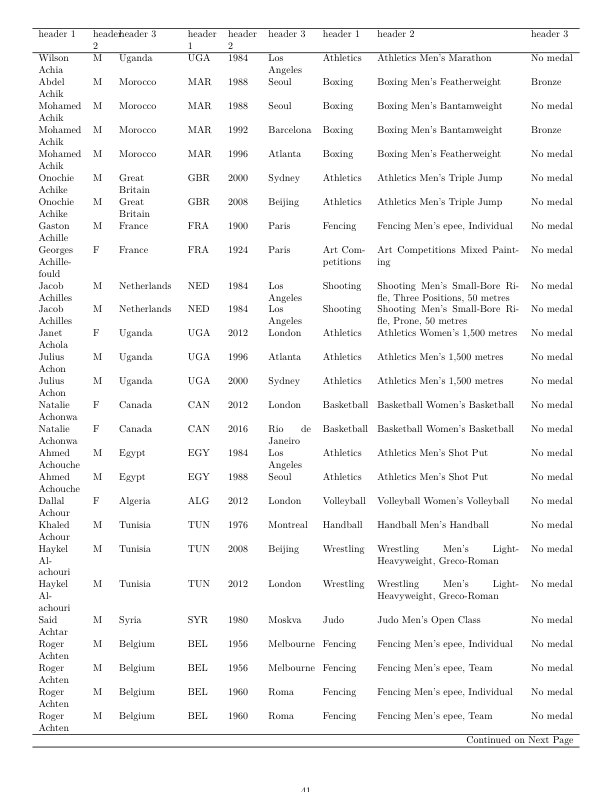 header 1 header 2 header 3 header 1 header 2 header 3 header 1 header 2 header 3
Wilson Achia M Uganda UGA 1984 Los Angeles Athletics Athletics Men's Marathon No medal
Abdel Achik M Morocco MAR 1988 Seoul Boxing Boxing Men's Featherweight Bronze
Mohamed Achik M Morocco MAR 1988 Seoul Boxing Boxing Men's Bantamweight No medal
Mohamed Achik M Morocco MAR 1992 Barcelona Boxing Boxing Men's Bantamweight Bronze
Mohamed Achik M Morocco MAR 1996 Atlanta Boxing Boxing Men's Featherweight No medal
Onochie Achike M Great Britain GBR 2000 Sydney Athletics Athletics Men's Triple Jump No medal
Onochie Achike M Great Britain GBR 2008 Beijing Athletics Athletics Men's Triple Jump No medal
Gaston Achille M France FRA 1900 Paris Fencing Fencing Men's epee, Individual No medal
Georges Achille-fould F France FRA 1924 Paris Art Com-petitions Art Competitions Mixed Paint-ing No medal
Jacob Achilles M Netherlands NED 1984 Los Angeles Shooting Shooting Men's Small-Bore Ri-fle, Three Positions, 50 metres No medal
Jacob Achilles M Netherlands NED 1984 Los Angeles Shooting Shooting Men's Small-Bore Ri-fle, Prone, 50 metres No medal
Janet Achola F Uganda UGA 2012 London Athletics Athletics Women's 1,500 metres No medal
Julius Achon M Uganda UGA 1996 Atlanta Athletics Athletics Men's 1,500 metres No medal
Julius Achon M Uganda UGA 2000 Sydney Athletics Athletics Men's 1,500 metres No medal
Natalie Achonwa F Canada CAN 2012 London Basketball Basketball Women's Basketball No medal
Natalie Achonwa F Canada CAN 2016 Rio de Janeiro Basketball Basketball Women's Basketball No medal
Ahmed Achouche M Egypt EGY 1984 Los Angeles Athletics Athletics Men's Shot Put No medal
Ahmed Achouche M Egypt EGY 1988 Seoul Athletics Athletics Men's Shot Put No medal
Dallal Achour F Algeria ALG 2012 London Volleyball Volleyball Women's Volleyball No medal
Khaled Achour M Tunisia TUN 1976 Montreal Handball Handball Men's Handball No medal
Haykel Al-achouri M Tunisia TUN 2008 Beijing Wrestling Wrestling Men's Light-Heavyweight, Greco-Roman No medal
Haykel Al-achouri M Tunisia TUN 2012 London Wrestling Wrestling Men's Light-Heavyweight, Greco-Roman No medal
Said Achtar M Syria SYR 1980 Moskva Judo Judo Men's Open Class No medal
Roger Achten M Belgium BEL 1956 Melbourne Fencing Fencing Men's epee, Individual No medal
Roger Achten M Belgium BEL 1956 Melbourne Fencing Fencing Men's epee, Team No medal
Roger Achten M Belgium BEL 1960 Roma Fencing Fencing Men's epee, Individual No medal
Roger Achten M Belgium BEL 1960 Roma Fencing Fencing Men's epee, Team No medal
Continued on Next Page
41